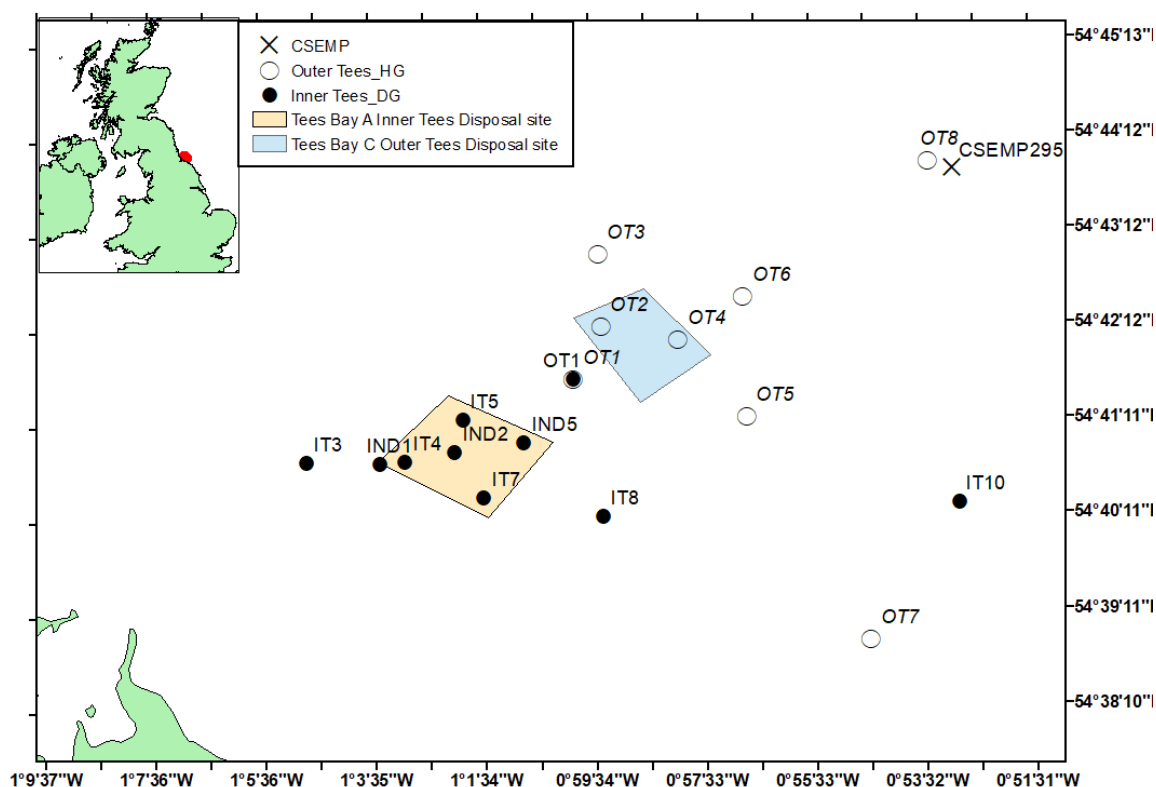 CSEMP
Outer Tees_HG
Inner Tees_DG
Tees Bay A Inner Tees Disposal site
Tees Bay C Outer Tees Disposal site
54°45'13"
54°44'12"
54°43'12"
54°42'12"
54°41'11"
54°40'11"
54°39'11"
54°38'10"
OT8
CSEMP295
OT3
OT6
OT2
OT4
OT1
OT1
OT5
IT5
IND5
IT3
IND1
IT4
IND2
IT7
IT8
IT10
OT7
1°9'37"W
1°7'36"W
1°5'36"W
1°3'35"W
1°1'34"W
0°59'34"W
0°57'33"W
0°55'33"W
0°53'32"W
0°51'31"W